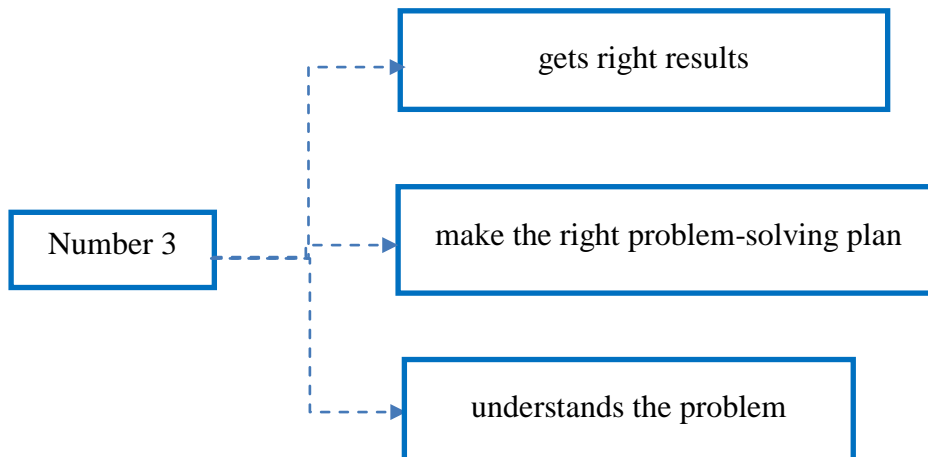 gets right results
Number 3
make the right problem-solving plan
understands the problem